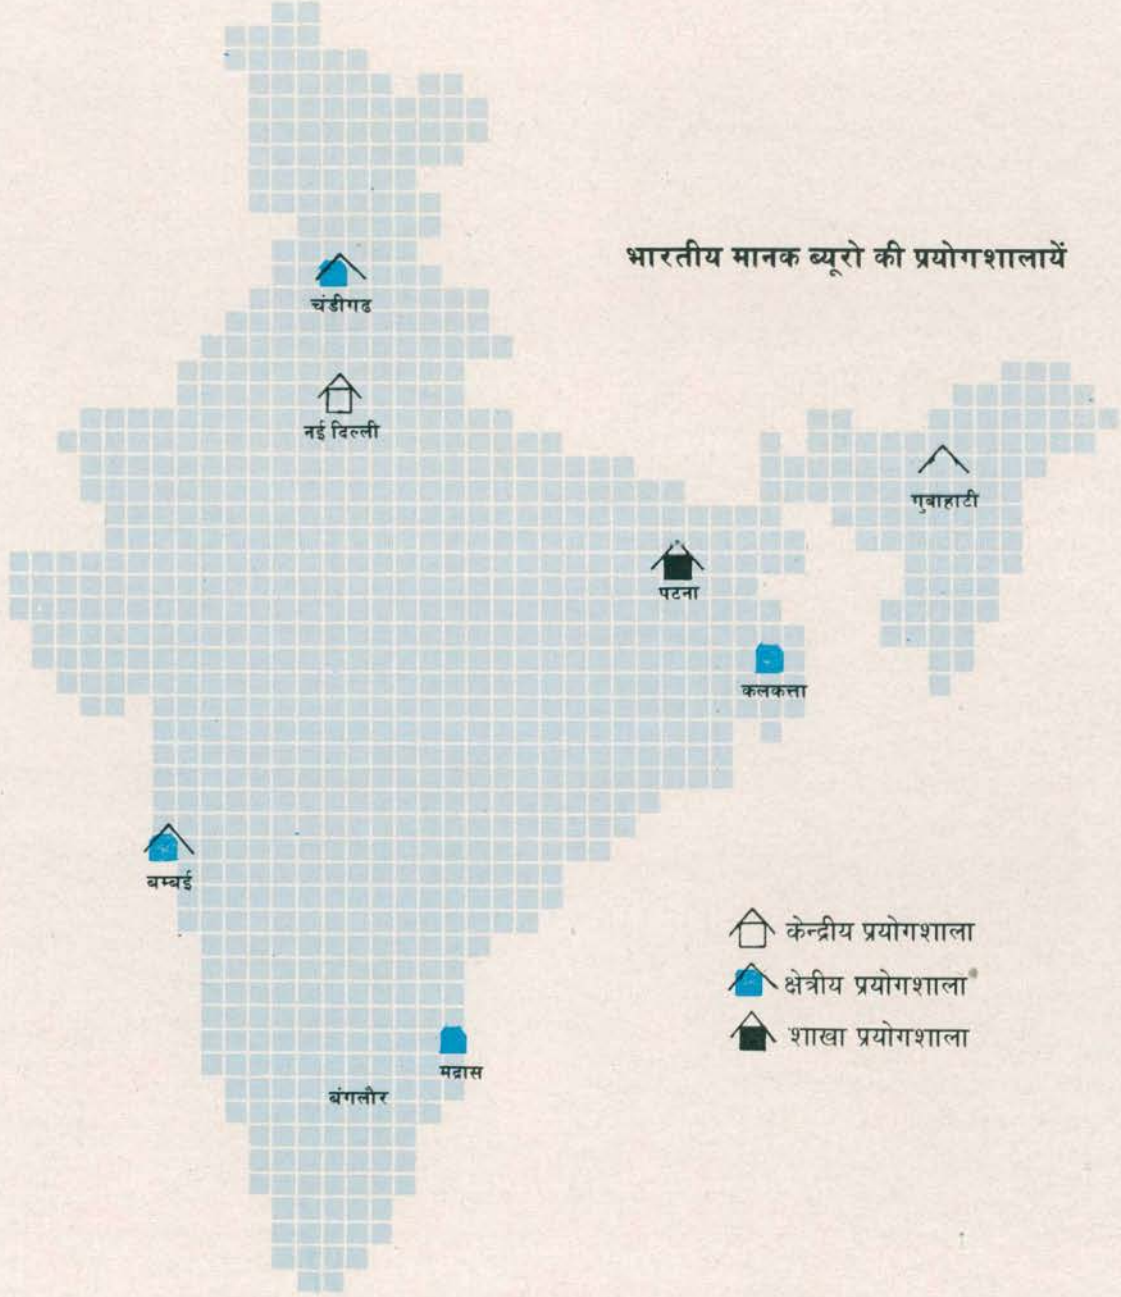 भारतीय मानक ब्यूरो की प्रयोगशालायें
चंडीगढ
नई दिल्ली
गुबाहाटी
पटना
कलकत्ता
बम्बई
केन्द्रीय प्रयोगशाला
क्षेत्रीय प्रयोगशाला
शाखा प्रयोगशाला
मद्रास
बंगलौर